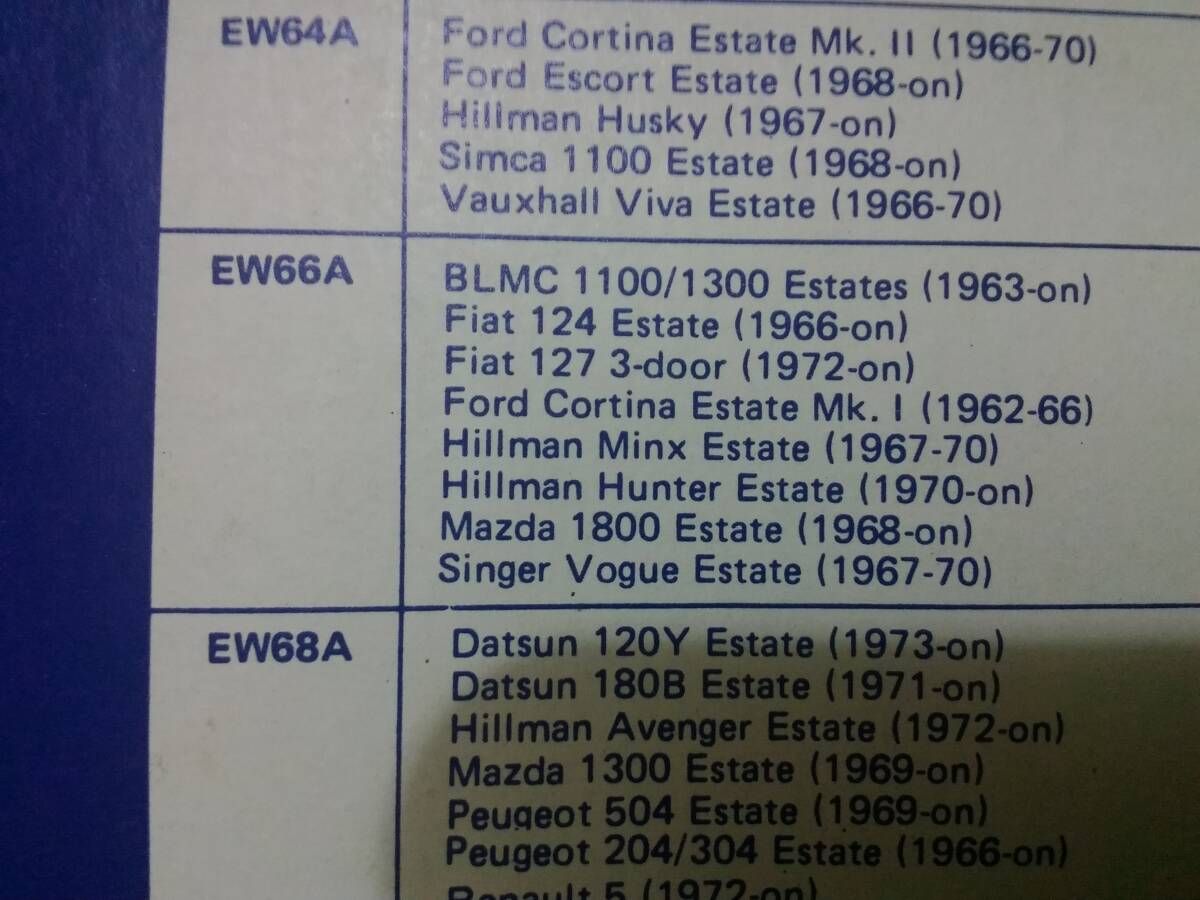 EW64A
Ford Cortina Estate Mk. II (1966-70)
Ford Escort Estate (1968-on)
Hillman Husky (1967-on)
Simca 1100 Estate (1968-on)
Vauxhall Viva Estate (1966-70)
EW66A
BLMC 1100/1300 Estates (1963-on)
Fiat 124 Estate (1966-on)
Fiat 127 3-door (1972-on)
Ford Cortina Estate Mk. I (1962-66)
Hillman Minx Estate (1967-70)
Hillman Hunter Estate (1970-on)
Mazda 1800 Estate (1968-on)
Singer Vogue Estate (1967-70)
EW68A
Datsun 120Y Estate (1973-on)
Datsun 180B Estate (1971-on)
Hillman Avenger Estate (1972-on)
Mazda 1300 Estate (1969-on)
Peugeot 504 Estate (1969-on)
Peugeot 204/304 Estate (1966-on)
Renault 5 (1972-on)